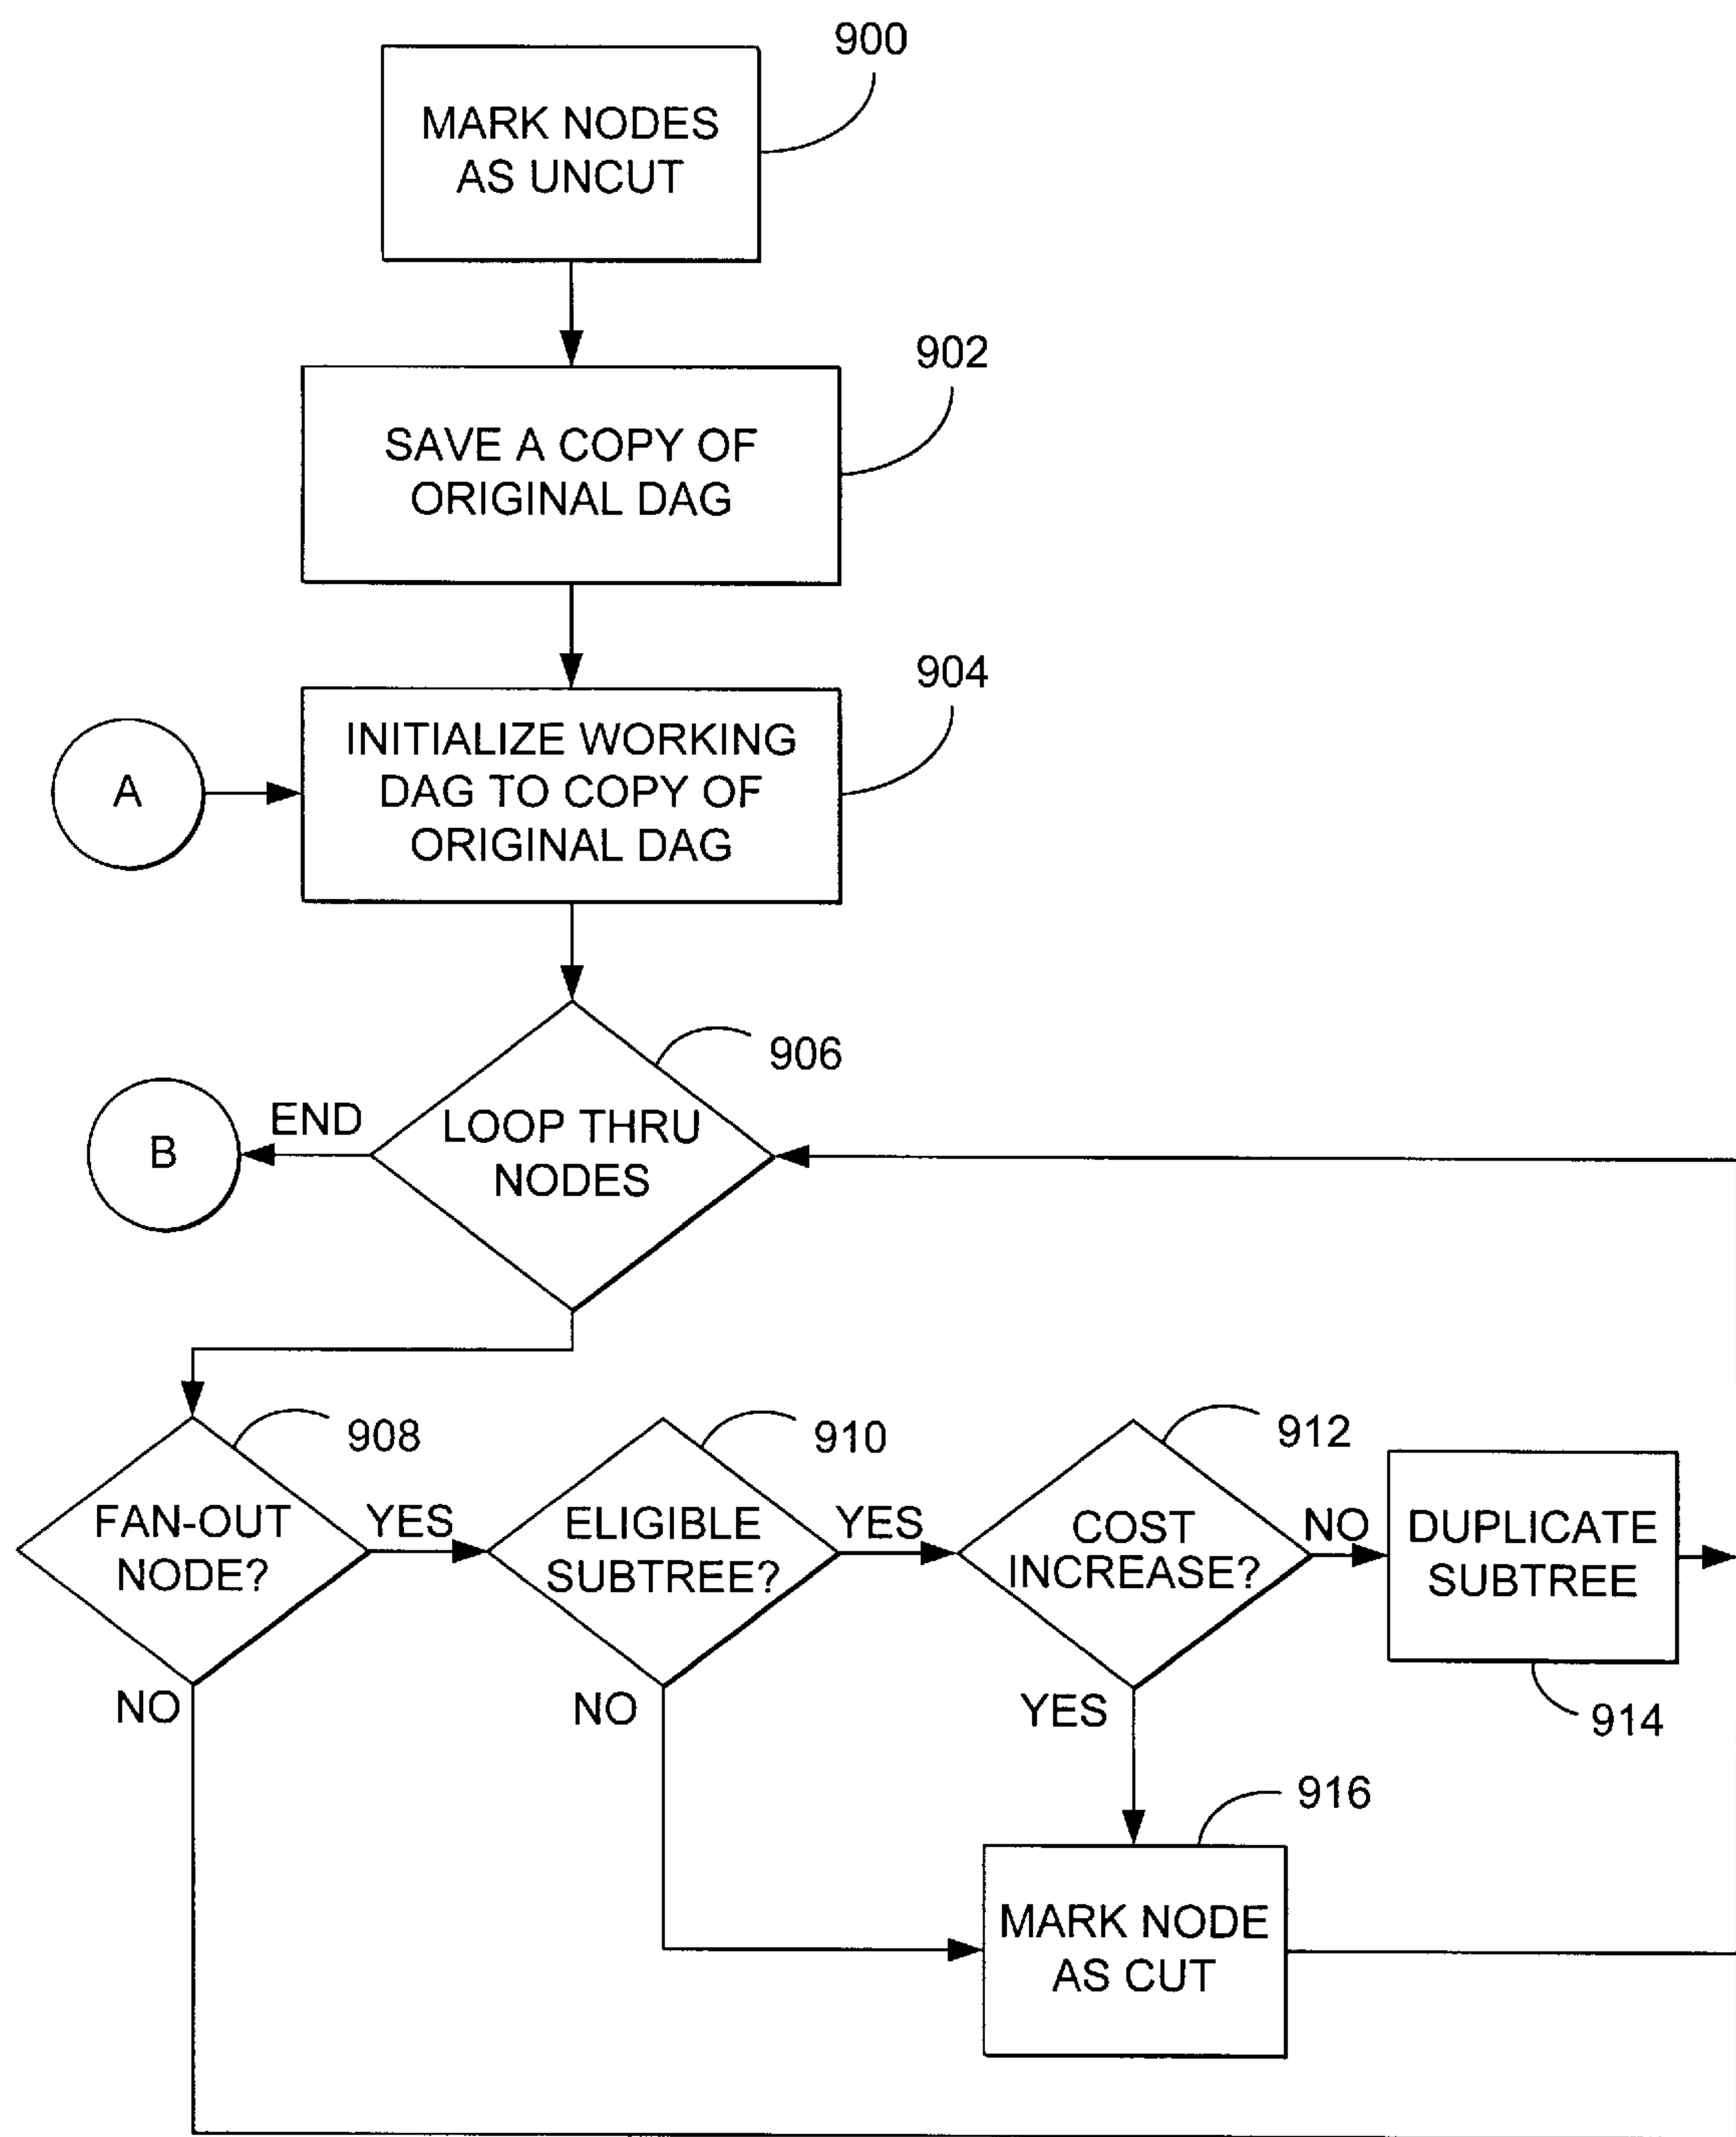 900
MARK NODES
AS UNCUT
902
SAVE A COPY OF
ORIGINAL DAG
904
A
INITIALIZE WORKING
DAG TO COPY OF
ORIGINAL DAG
906
B
END
LOOP THRU
NODES
908
FAN-OUT
NODE?
YES
NO
910
ELIGIBLE
SUBTREE?
YES
NO
912
COST
INCREASE?
NO
YES
DUPLICATE
SUBTREE
914
916
MARK NODE
AS CUT